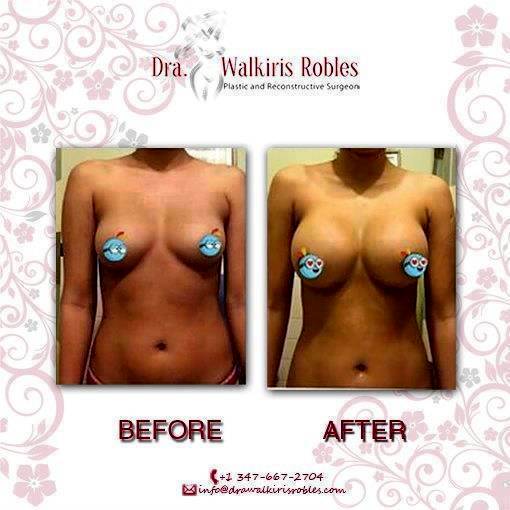 Dra. Walkiris Robles
Plastic and Reconstructive Surgeon
BEFORE AFTER
+1 347-667-2704
info@drawalkirisrobles.com